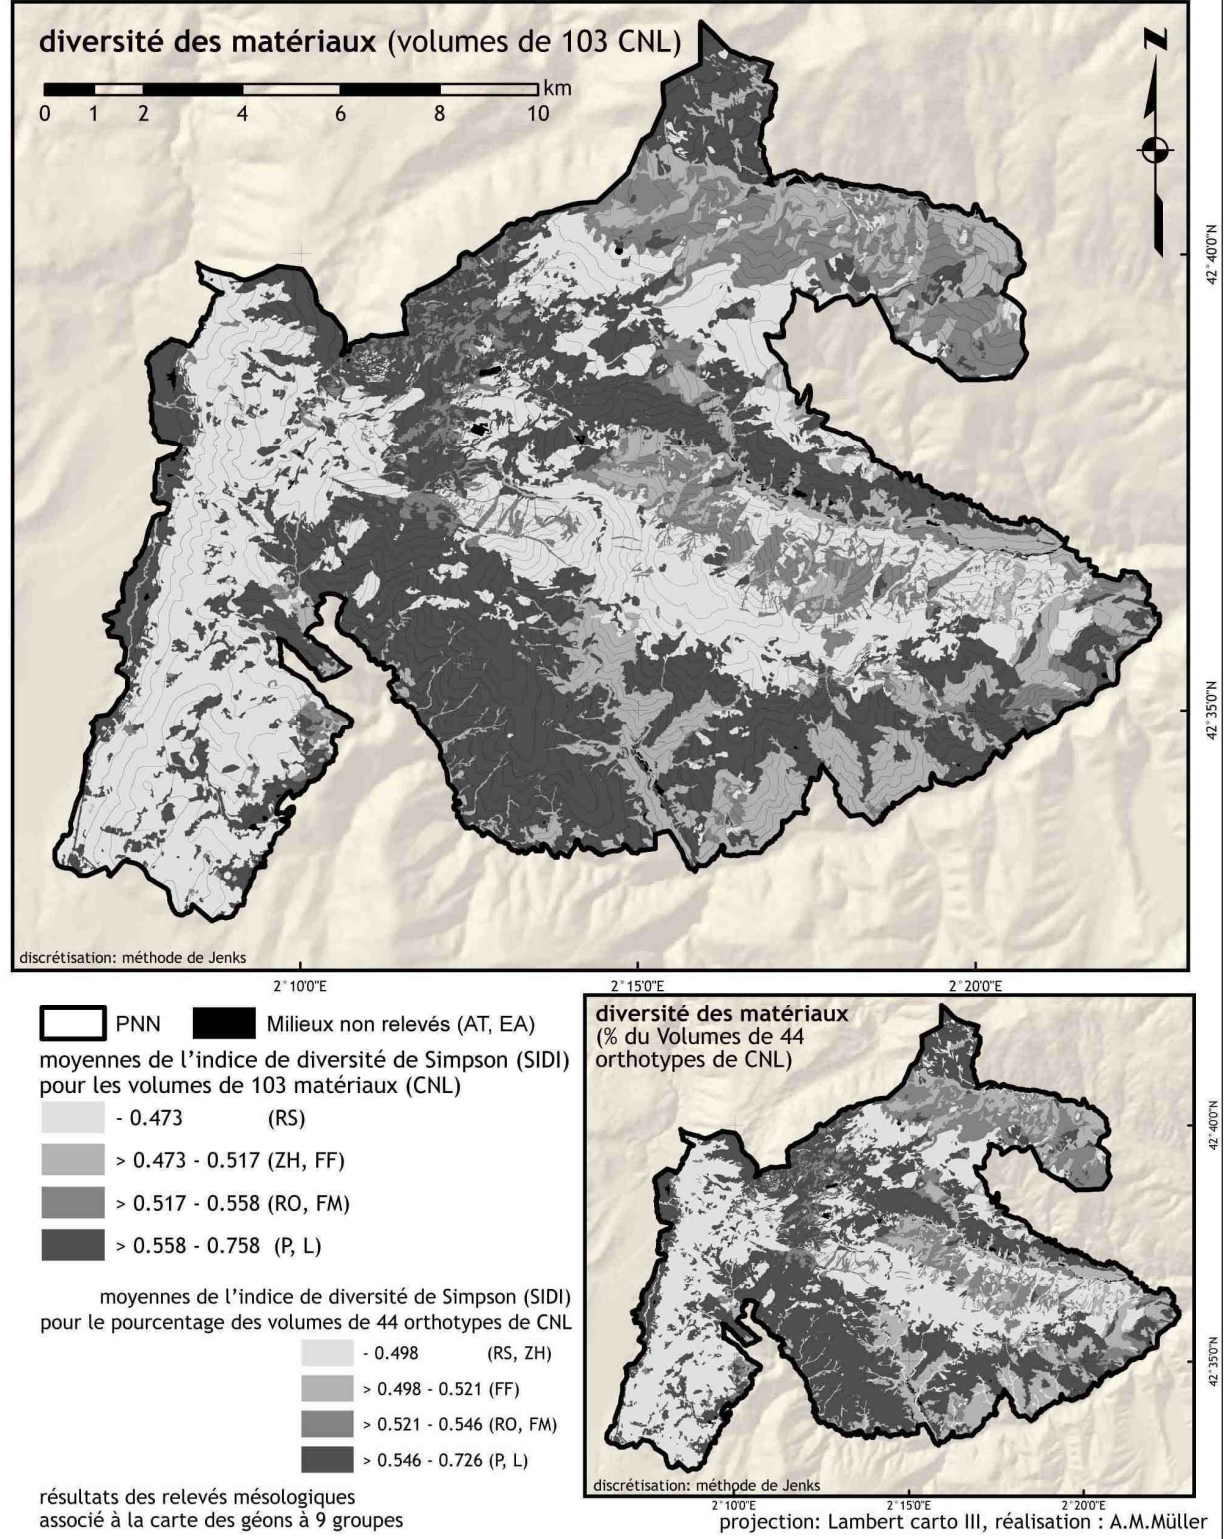 diversité des matériaux (volumes de 103 CNL)
km
0 1 2 4 6 8 10
N
42°40'0"N
42°35'0"N
discrétisation: méthode de Jenks
2°10'0"E 2°15'0"E 2°20'0"E
PNN Milieux non relevés (AT, EA)
moyennes de l'indice de diversité de Simpson (SIDI)
pour les volumes de 103 matériaux (CNL)
- 0.473 (RS)
> 0.473 - 0.517 (ZH, FF)
> 0.517 - 0.558 (RO, FM)
> 0.558 - 0.758 (P, L)
moyennes de l'indice de diversité de Simpson (SIDI)
pour le pourcentage des volumes de 44 orthotypes de CNL
- 0.498 (RS, ZH)
> 0.498 - 0.521 (FF)
> 0.521 - 0.546 (RO, FM)
> 0.546 - 0.726 (P, L)
résultats des relevés mésologiques
associé à la carte des géons à 9 groupes
diversité des matériaux
(% du Volumes de 44
orthotypes de CNL)
42°40'0"N
42°35'0"N
discrétisation: méthode de Jenks
2°10'0"E 2°15'0"E 2°20'0"E
projection: Lambert carto III, réalisation : A.M.Müller